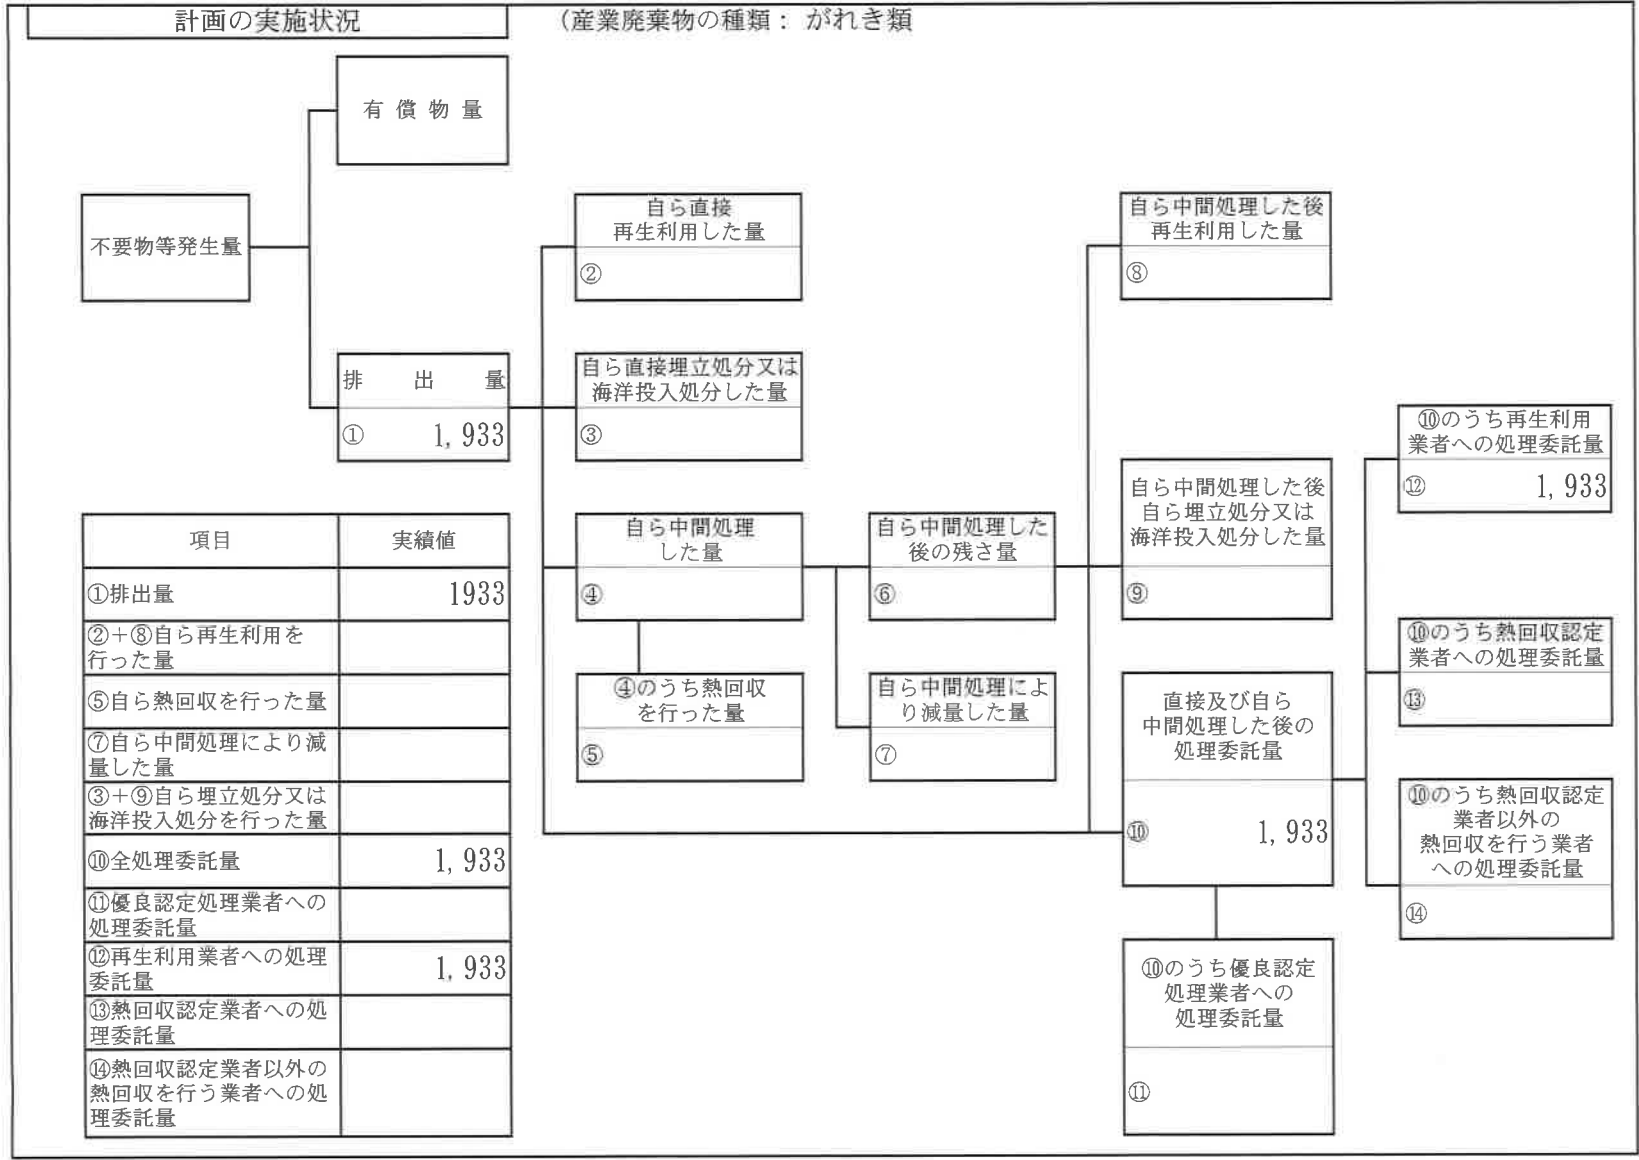 計画の実施状況
（産業廃棄物の種類： がれき類
有 償 物 量
不要物等発生量
排 出 量
① 1,933
自ら直接
再生利用した量
②
自ら直接埋立処分又は
海洋投入処分した量
③
自ら中間処理
した量
④
④のうち熱回収
を行った量
⑤
自ら中間処理した
後の残さ量
⑥
自ら中間処理によ
り減量した量
⑦
自ら中間処理した後
再生利用した量
⑧
自ら中間処理した後
自ら埋立処分又は
海洋投入処分した量
⑨
直接及び自ら
中間処理した後の
処理委託量
⑩ 1,933
⑩のうち優良認定
処理業者への
処理委託量
⑪
⑩のうち再生利用
業者への処理委託量
⑫ 1,933
⑩のうち熱回収認定
業者への処理委託量
⑬
⑩のうち熱回収認定
業者以外の
熱回収を行う業者
への処理委託量
⑭
項目 実績値
①排出量 1933
②＋⑧自ら再生利用を
行った量
⑤自ら熱回収を行った量
⑦自ら中間処理により減
量した量
③＋⑨自ら埋立処分又は
海洋投入処分を行った量
⑩全処理委託量 1,933
⑪優良認定処理業者への
処理委託量
⑫再生利用業者への処理
委託量 1,933
⑬熱回収認定業者への処
理委託量
⑭熱回収認定業者以外の
熱回収を行う業者への処
理委託量